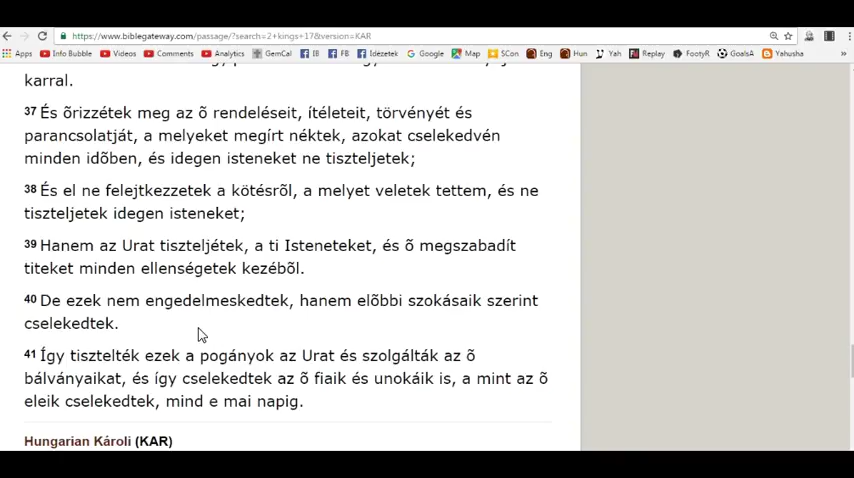 https://www.biblegateway.com/passage/?search=2+kings+17&version=KAR
Apps Info Bubble Videos Comments Analytics GemCal IB FB Idézetek Google Map SCon Eng Hun Yah Replay FootyR GoalsA Yahusha
karral.
37 És õrizzétek meg az õ rendeléseit, ítéleteit, törvényét és
parancsolatját, a melyeket megírt néktek, azokat cselekedvén
minden idõben, és idegen isteneket ne tiszteljetek;
38 És el ne felejtkezzetek a kötésrõl, a melyet veletek tettem, és ne
tiszteljetek idegen isteneket;
39 Hanem az Urat tiszteljétek, a ti Isteneteket, és õ megszabadít
titeket minden ellenségetek kezébõl.
40 De ezek nem engedelmeskedtek, hanem elõbbi szokásaik szerint
cselekedtek.
41 Így tisztelték ezek a pogányok az Urat és szolgálták az õ
bálványaikat, és így cselekedtek az õ fiaik és unokáik is, a mint az õ
eleik cselekedtek, mind e mai napig.
Hungarian Károli (KAR)